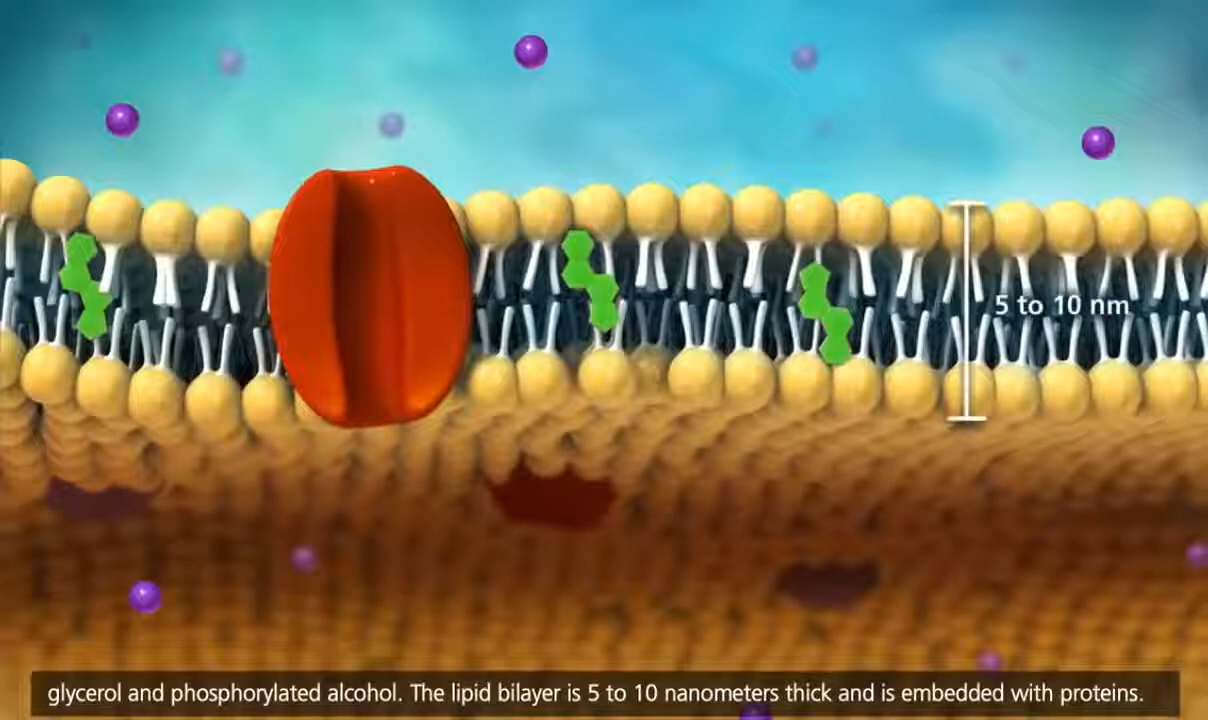 5 to 10 nm
glycerol and phosphorylated alcohol. The lipid bilayer is 5 to 10 nanometers thick and is embedded with proteins.